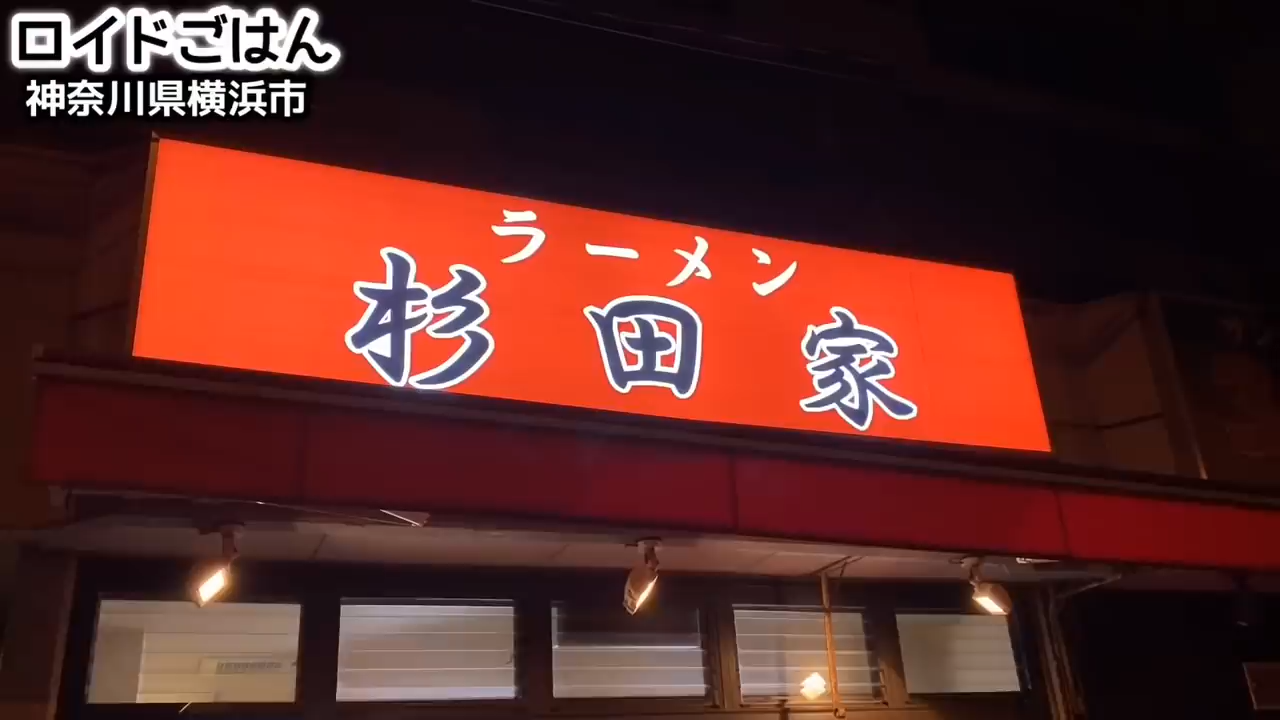 ロイドごはん
神奈川県横浜市
ラーメン
杉田家